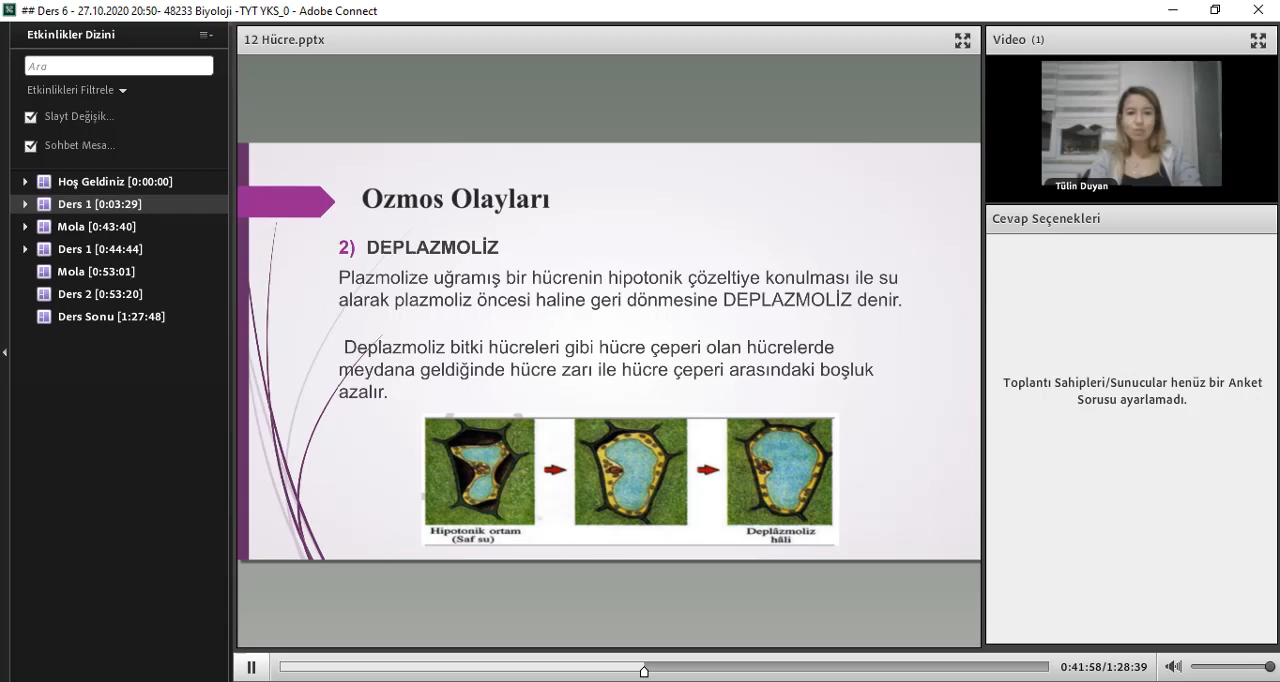 ## Ders 6 - 27.10.2020 20:50- 48233 Biyoloji -TYT YKS_0 - Adobe Connect
Etkinlikler Dizini
Ara
Etkinlikleri Filtrele
Slayt Değişik...
Sohbet Mesa...
Hoş Geldiniz [0:00:00]
Ders 1 [0:03:29]
Mola [0:43:40]
Ders 1 [0:44:44]
Mola [0:53:01]
Ders 2 [0:53:20]
Ders Sonu [1:27:48]
12 Hücre.pptx
Ozmos Olayları
2) DEPLAZMOLİZ
Plazmolize uğramış bir hücrenin hipotonik çözeltiye konulması ile su
alarak plazmoliz öncesi haline geri dönmesine DEPLAZMOLİZ denir.
Deplazmoliz bitki hücreleri gibi hücre çeperi olan hücrelerde
meydana geldiğinde hücre zarı ile hücre çeperi arasındaki boşluk
azalır.
Hipotonik ortam
(Saf su)
Deplâzmoliz
hâli
Video (1)
Tülin Duyan
Cevap Seçenekleri
Toplantı Sahipleri/Sunucular henüz bir Anket
Sorusu ayarlamadı.
0:41:58/1:28:39